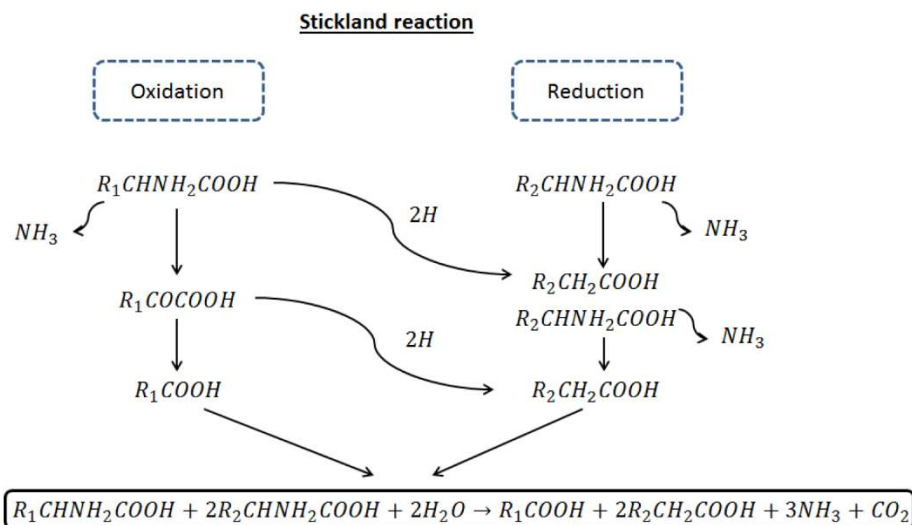 Stickland reaction
Oxidation
Reduction
R₁CHNH₂COOH
R₂CHNH₂COOH
2H
NH₃
NH₃
R₂CH₂COOH
R₁COCOOH
R₂CHNH₂COOH
2H
NH₃
R₁COOH
R₂CH₂COOH
R₁CHNH₂COOH + 2R₂CHNH₂COOH + 2H₂O → R₁COOH + 2R₂CH₂COOH + 3NH₃ + CO₂